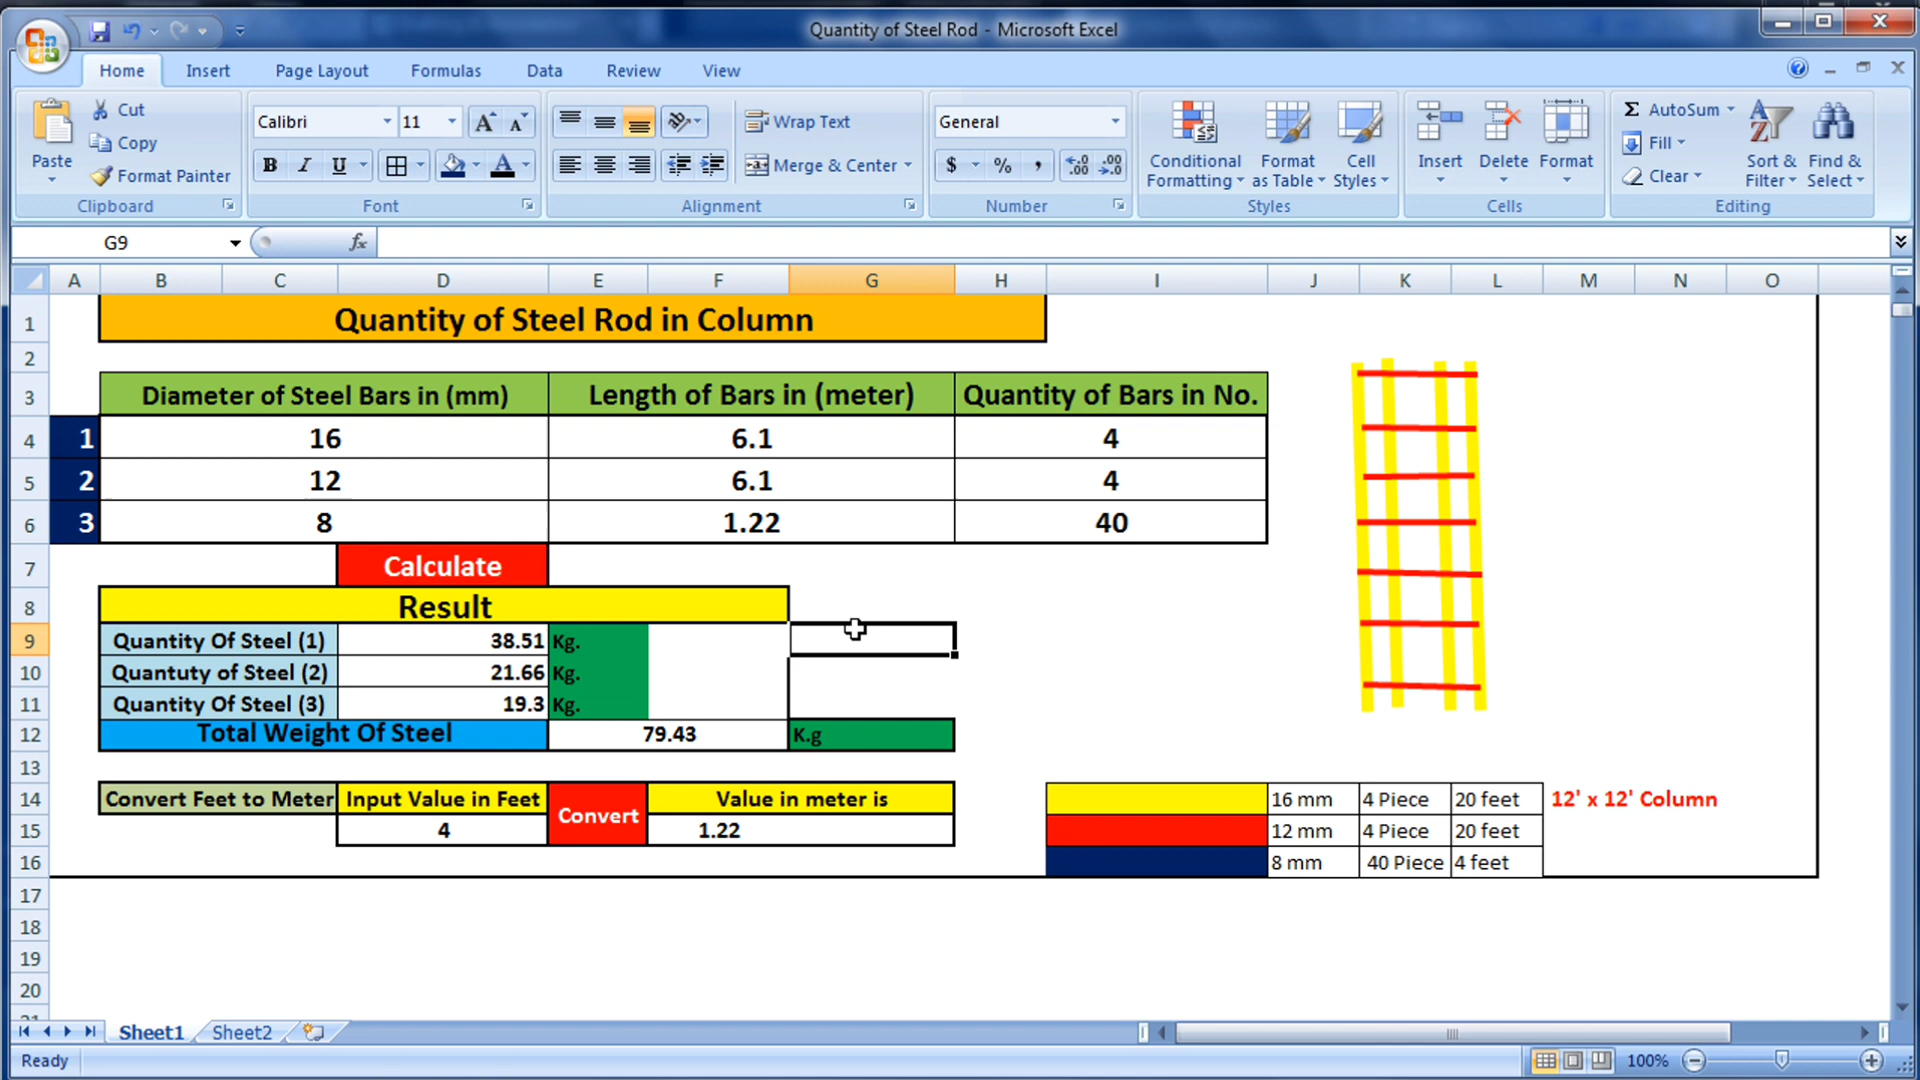 Quantity of Steel Rod - Microsoft Excel
Home Insert Page Layout Formulas Data Review View
Paste
Cut
Copy
Format Painter
Clipboard
Calibri 11
B I U A
Font
Wrap Text
Merge & Center
Alignment
General
$ % ,
Number
Conditional Formatting
Format as Table
Cell Styles
Styles
Insert Delete Format
Cells
Σ AutoSum
Fill
Clear
Sort & Filter
Find & Select
Editing
G9 fx
A B C D E F G H I J K L M N O
1 Quantity of Steel Rod in Column
2
3 Diameter of Steel Bars in (mm) Length of Bars in (meter) Quantity of Bars in No.
4 1 16 6.1 4
5 2 12 6.1 4
6 3 8 1.22 40
7 Calculate
8 Result
9 Quantity Of Steel (1) 38.51 Kg.
10 Quantuty of Steel (2) 21.66 Kg.
11 Quantity Of Steel (3) 19.3 Kg.
12 Total Weight Of Steel 79.43 K.g
13
14 Convert Feet to Meter Input Value in Feet Convert Value in meter is 16 mm 4 Piece 20 feet 12' x 12' Column
15 4 1.22 12 mm 4 Piece 20 feet
16 8 mm 40 Piece 4 feet
17
18
19
20
21
Sheet1 Sheet2
Ready 100%